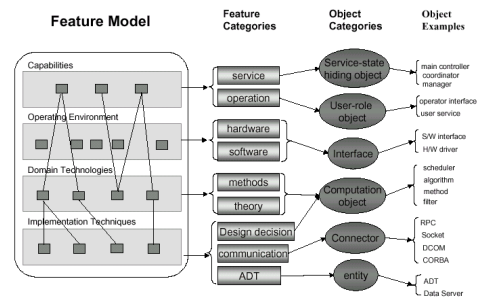 Feature Model
Feature
Categories
Object
Categories
Object
Examples
Capabilities
Operating Environment
Domain Technologies
Implementation Techniques
service
operation
hardware
software
methods
theory
Design decision
communication
ADT
Service-state
hiding object
User-role
object
Interface
Computation
object
Connector
entity
main controller
coordinator
manager
operator interface
user service
S/W interface
H/W driver
scheduler
algorithm
method
filter
RPC
Socket
DCOM
CORBA
ADT
Data Server